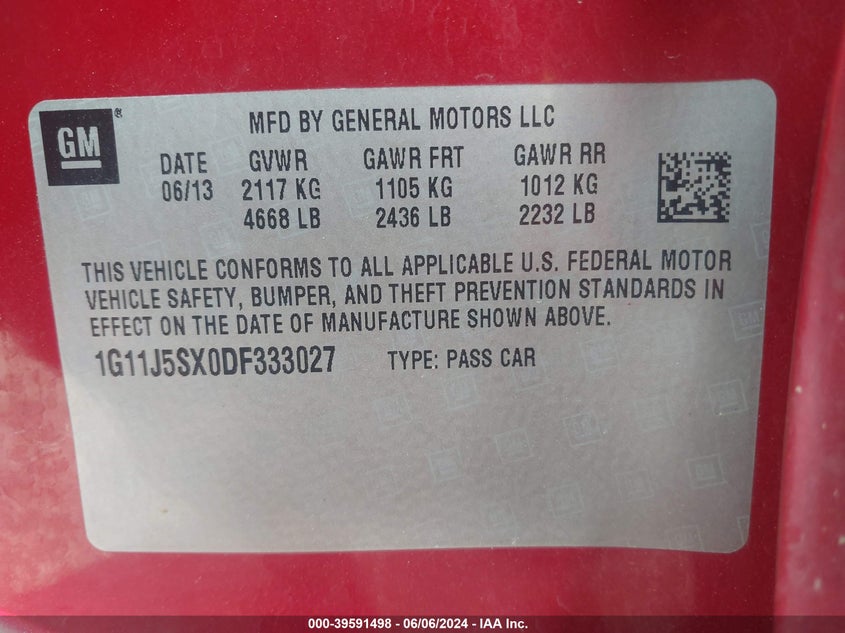 GM®
MFD BY GENERAL MOTORS LLC
DATE GVWR GAWR FRT GAWR RR
06/13 2117 KG 1105 KG 1012 KG
4668 LB 2436 LB 2232 LB
THIS VEHICLE CONFORMS TO ALL APPLICABLE U.S. FEDERAL MOTOR
VEHICLE SAFETY, BUMPER, AND THEFT PREVENTION STANDARDS IN
EFFECT ON THE DATE OF MANUFACTURE SHOWN ABOVE.
1G11J5SX0DF333027 TYPE: PASS CAR
000-39591498 - 06/06/2024 - IAA Inc.